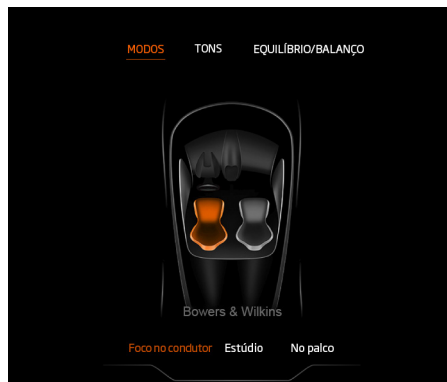 MODOS TONS EQUILÍBRIO/BALANÇO
Bowers & Wilkins
Foco no condutor Estúdio No palco